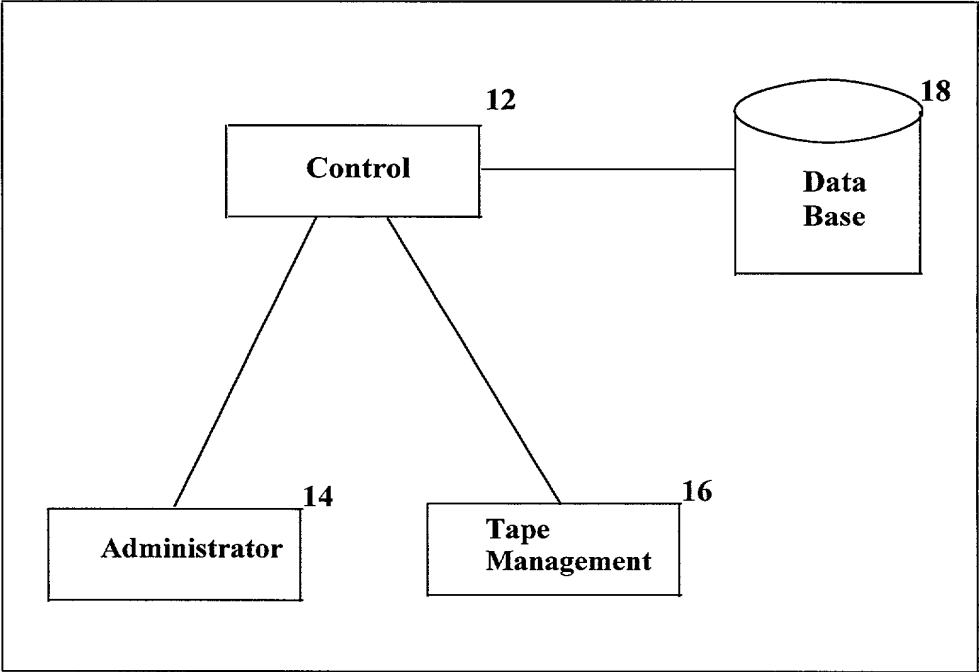 12
18
Control
Data
Base
14
16
Administrator
Tape
Management